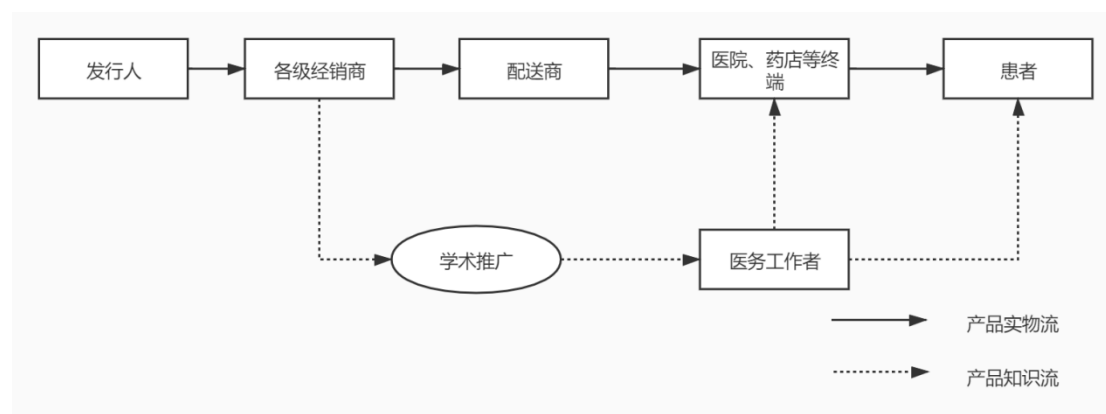 发行人
各级经销商
配送商
医院、药店等终
端
患者
学术推广
医务工作者
产品实物流
产品知识流